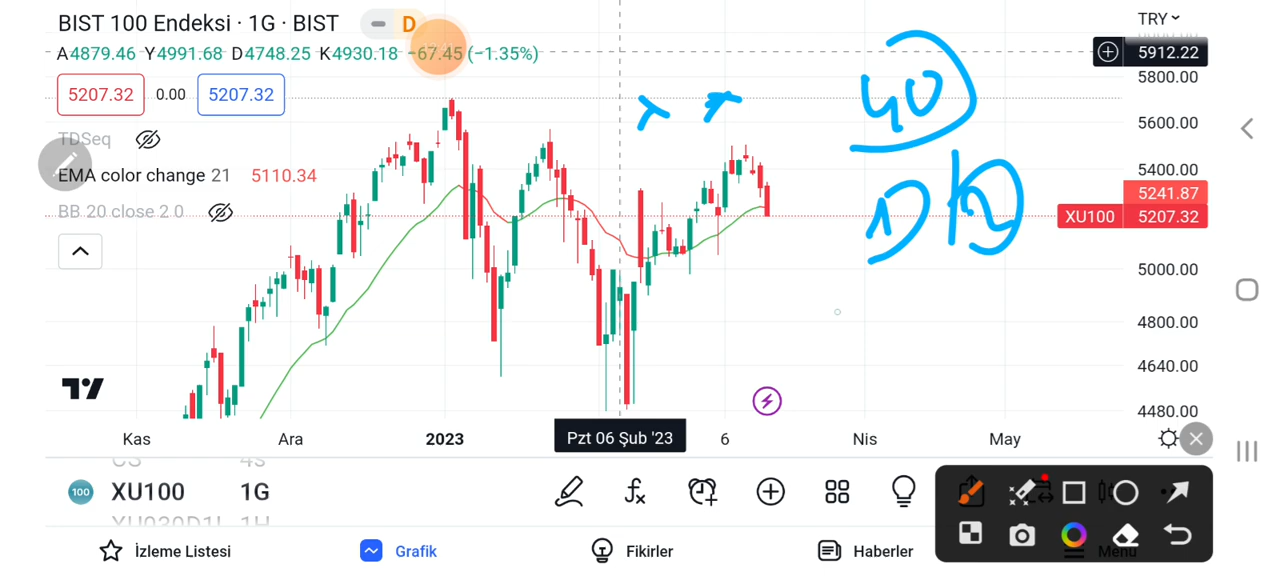 BIST 100 Endeksi · 1G · BIST D
TRY
A4879.46 Y4991.68 D4748.25 K4930.18 −67.45 (−1.35%)
5912.22
5800.00
5207.32 0.00 5207.32
40
5600.00
TDSeq
EMA color change 21 5110.34
5400.00
5241.87
BB 20 close 2 0
XU100 5207.32
5000.00
4800.00
4640.00
4480.00
Kas Ara 2023 Pzt 06 Şub '23 6 Nis May
100 XU100 1G
İzleme Listesi Grafik Fikirler Haberler Menü